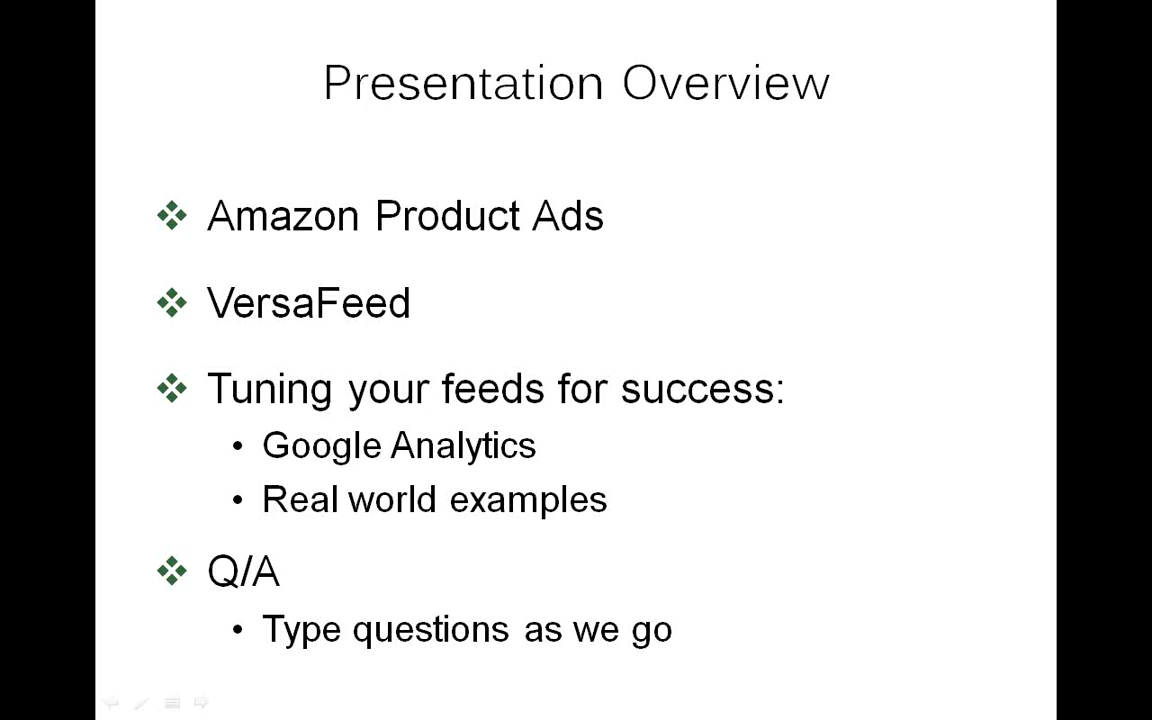 Presentation Overview
Amazon Product Ads
VersaFeed
Tuning your feeds for success:
Google Analytics
Real world examples
Q/A
Type questions as we go